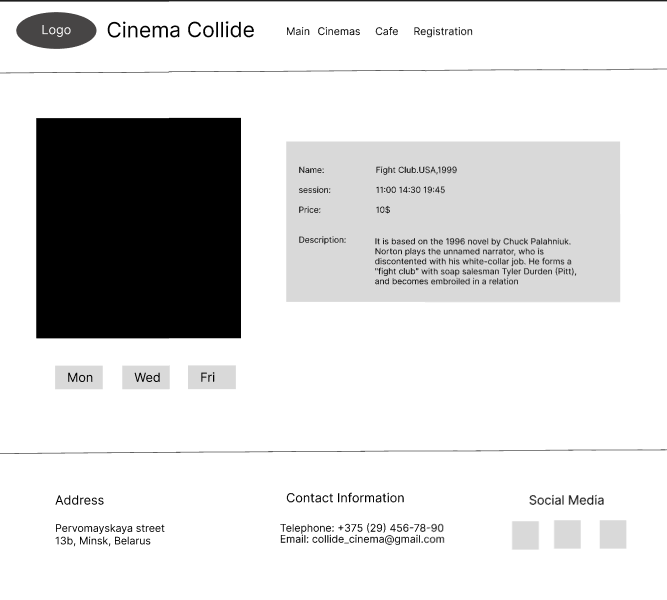 Logo
Cinema Collide
Main Cinemas Cafe Registration
Name: Fight Club.USA,1999
session: 11:00 14:30 19:45
Price: 10$
Description: It is based on the 1996 novel by Chuck Palahniuk.
Norton plays the unnamed narrator, who is
discontented with his white-collar job. He forms a
"fight club" with soap salesman Tyler Durden (Pitt),
and becomes embroiled in a relation
Mon Wed Fri
Address
Pervomayskaya street
13b, Minsk, Belarus
Contact Information
Telephone: +375 (29) 456-78-90
Email: collide_cinema@gmail.com
Social Media